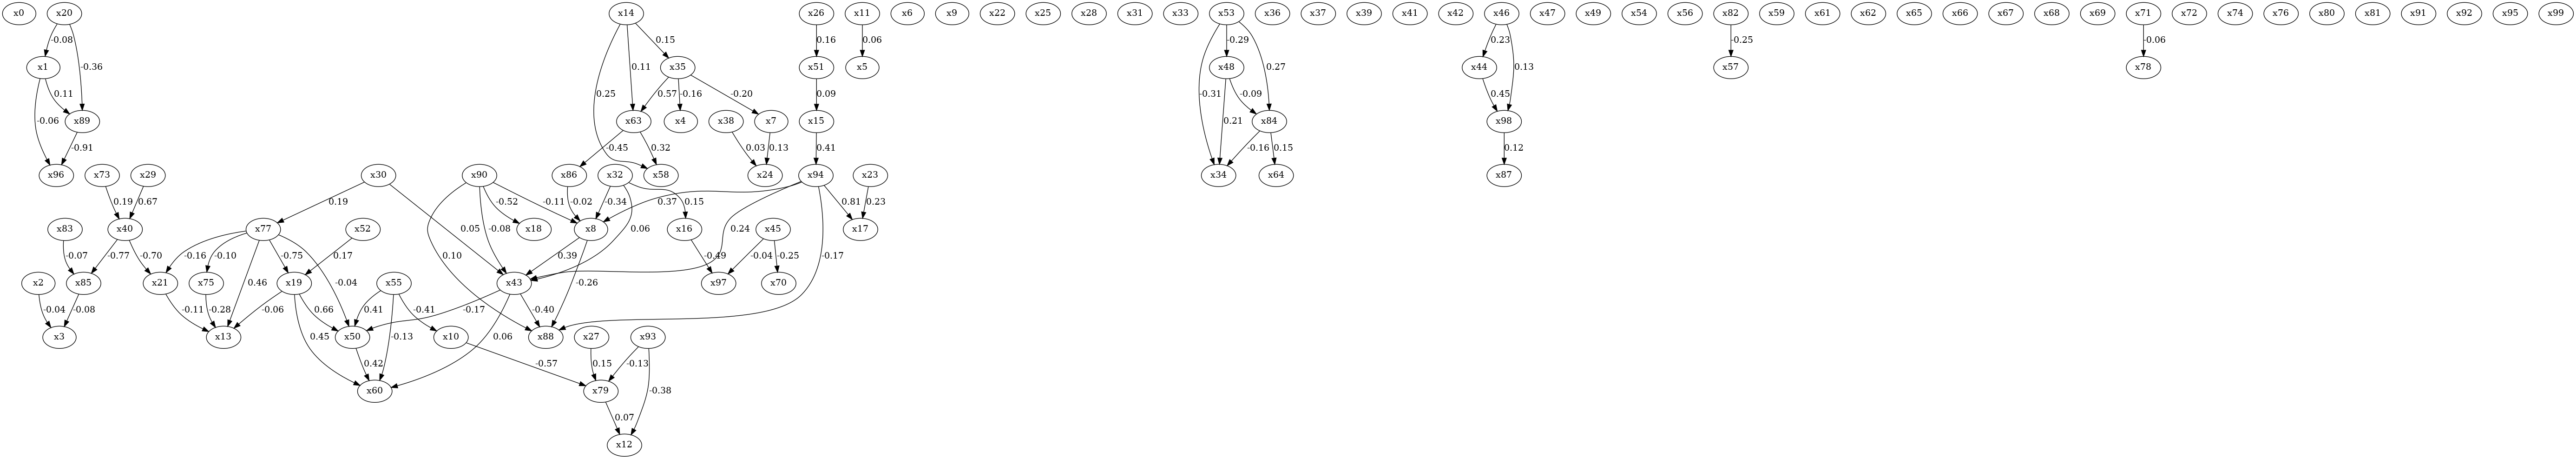 x0 x20 x14 x26 x11 x6 x9 x22 x25 x28 x31 x33 x53 x36 x37 x39 x41 x42 x46 x47 x49 x54 x56 x82 x59 x61 x62 x65 x66 x67 x68 x69 x71 x72 x74 x76 x80 x81 x91 x92 x95 x99
-0.08 0.15 0.16 0.06 -0.29 0.23 -0.25 -0.06
x1 -0.36 0.11 x35 x51 x5 x48 0.27 x44 0.13 x57 x78
0.11 0.25 0.57 -0.16 -0.20 0.09 -0.31 -0.09 0.45
-0.06 x89 x63 x4 x38 x7 x15 0.21 x84 x98
-0.91 -0.45 0.32 0.03 0.13 0.41 -0.16 0.15 0.12
x96 x73 x29 x30 x90 x86 x32 x58 x24 x94 x23 x34 x64 x87
0.19 0.67 0.19 -0.52 -0.11 -0.02 -0.34 0.15 0.37 0.81 0.23
x83 x40 x77 x52 0.05 -0.08 x18 x8 0.06 x16 0.24 x45 x17
-0.07 -0.77 -0.70 -0.16 -0.10 -0.75 0.17 0.10 0.39 -0.49 -0.04 -0.25 -0.17
x2 x85 x21 x75 0.46 x19 -0.04 x55 x43 -0.26 x97 x70
-0.04 -0.08 -0.11 -0.28 -0.06 0.66 0.41 -0.41 -0.17 -0.40
x3 x13 0.45 x50 -0.13 x10 0.06 x88 x27 x93
0.42 -0.57 0.15 -0.13
x60 x79 -0.38
0.07
x12